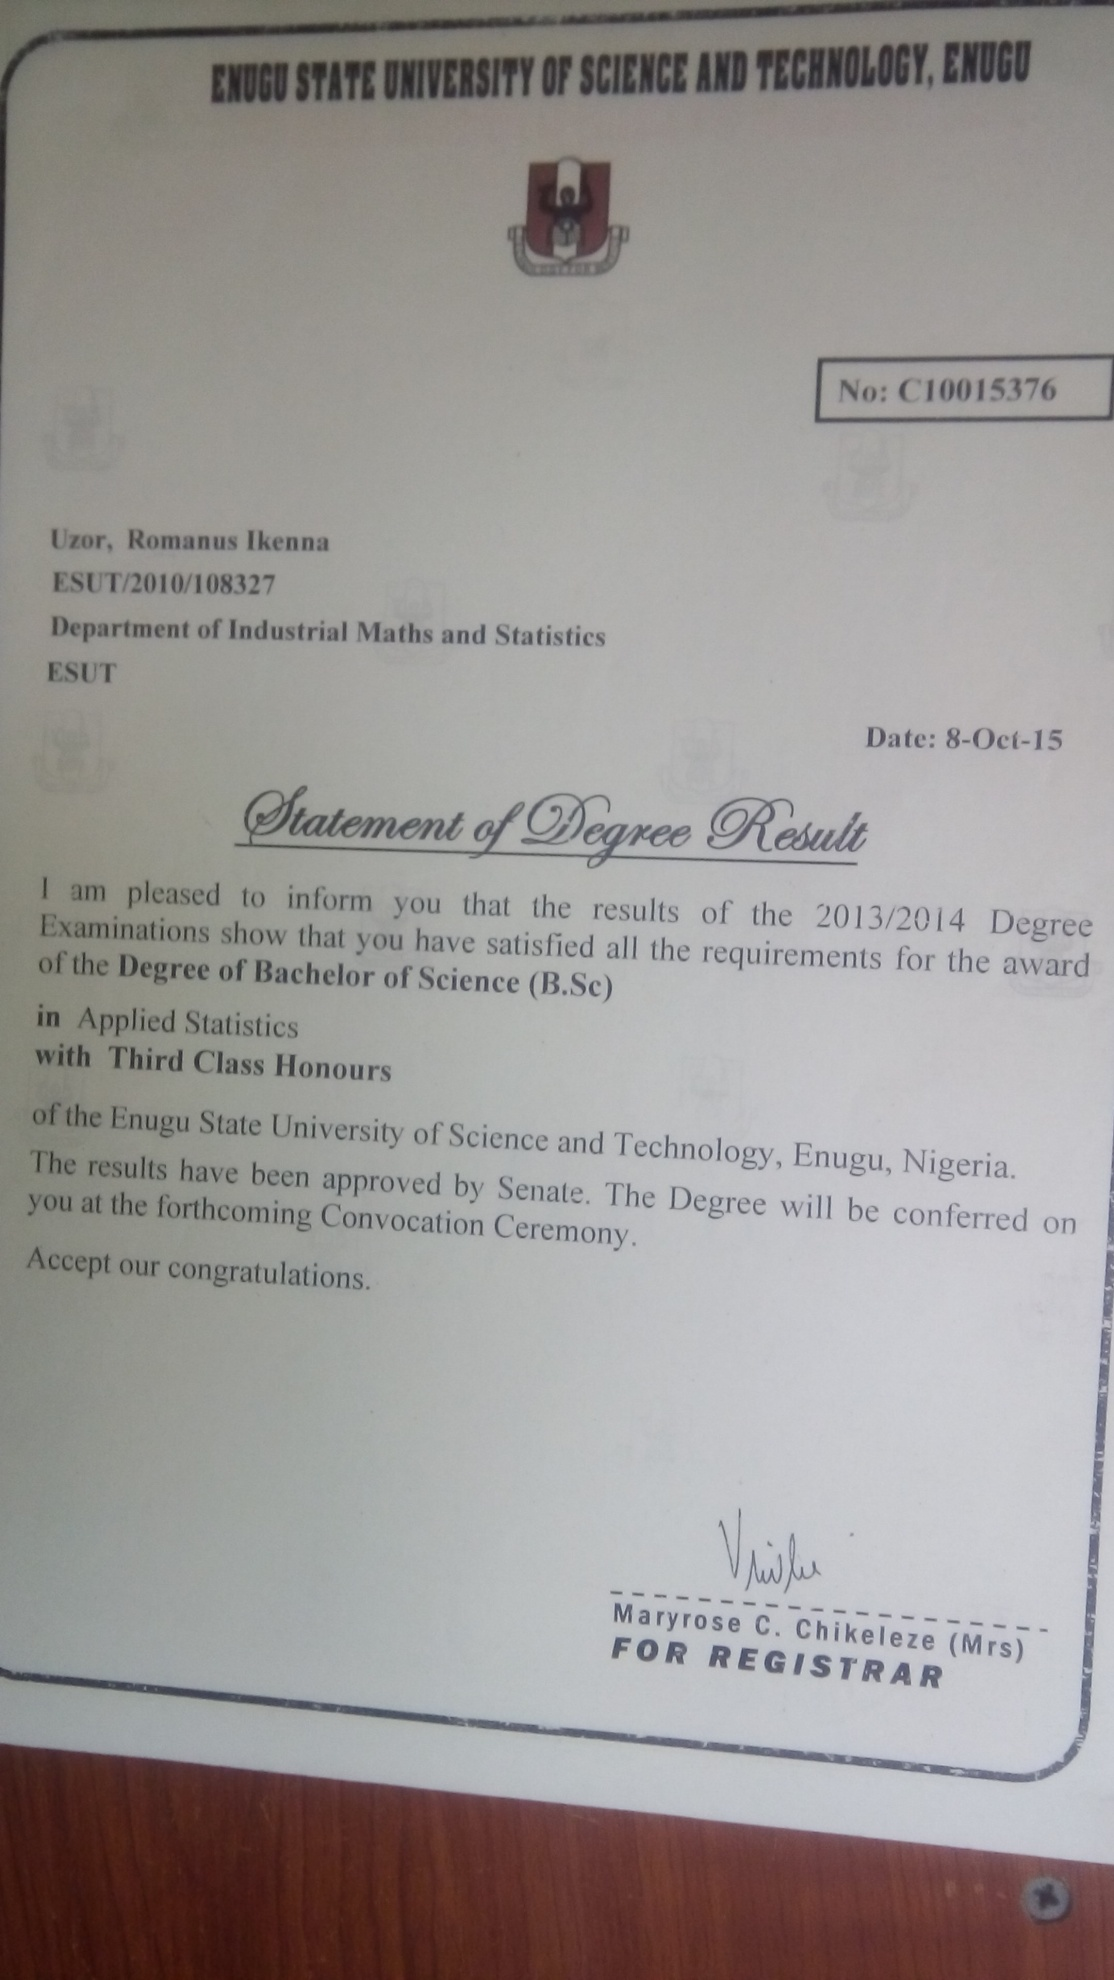 ENUGU STATE UNIVERSITY OF SCIENCE AND TECHNOLOGY, ENUGU
No: C10015376
Uzor, Romanus Ikenna
ESUT/2010/108327
Department of Industrial Maths and Statistics
ESUT
Date: 8-Oct-15
Statement of Degree Result
I am pleased to inform you that the results of the 2013/2014 Degree
Examinations show that you have satisfied all the requirements for the award
of the Degree of Bachelor of Science (B.Sc)
in Applied Statistics
with Third Class Honours
of the Enugu State University of Science and Technology, Enugu, Nigeria.
The results have been approved by Senate. The Degree will be conferred on
you at the forthcoming Convocation Ceremony.
Accept our congratulations.
Maryrose C. Chikeleze (Mrs)
FOR REGISTRAR